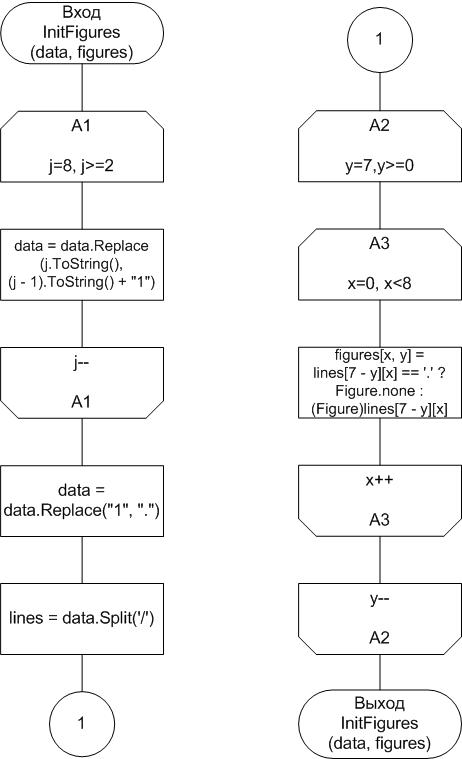 Вход
InitFigures
(data, figures)
A1
j=8, j>=2
data = data.Replace
(j.ToString(),
(j - 1).ToString() + "1")
j--
A1
data =
data.Replace("1", ".")
lines = data.Split('/')
1
1
A2
y=7,y>=0
A3
x=0, x<8
figures[x, y] =
lines[7 - y][x] == '.' ?
Figure.none :
(Figure)lines[7 - y][x]
x++
A3
y--
A2
Выход
InitFigures
(data, figures)